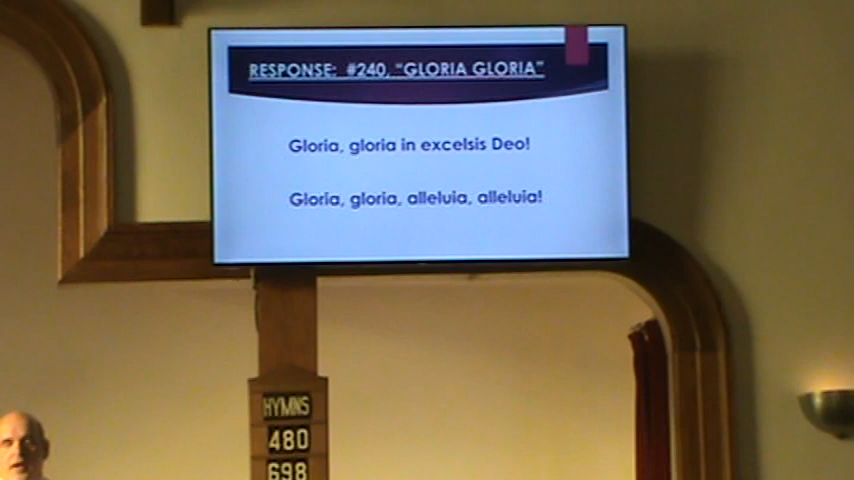 RESPONSE: #240, "GLORIA GLORIA"
Gloria, gloria in excelsis Deo!
Gloria, gloria, alleluia, alleluia!
HYMNS
480
698